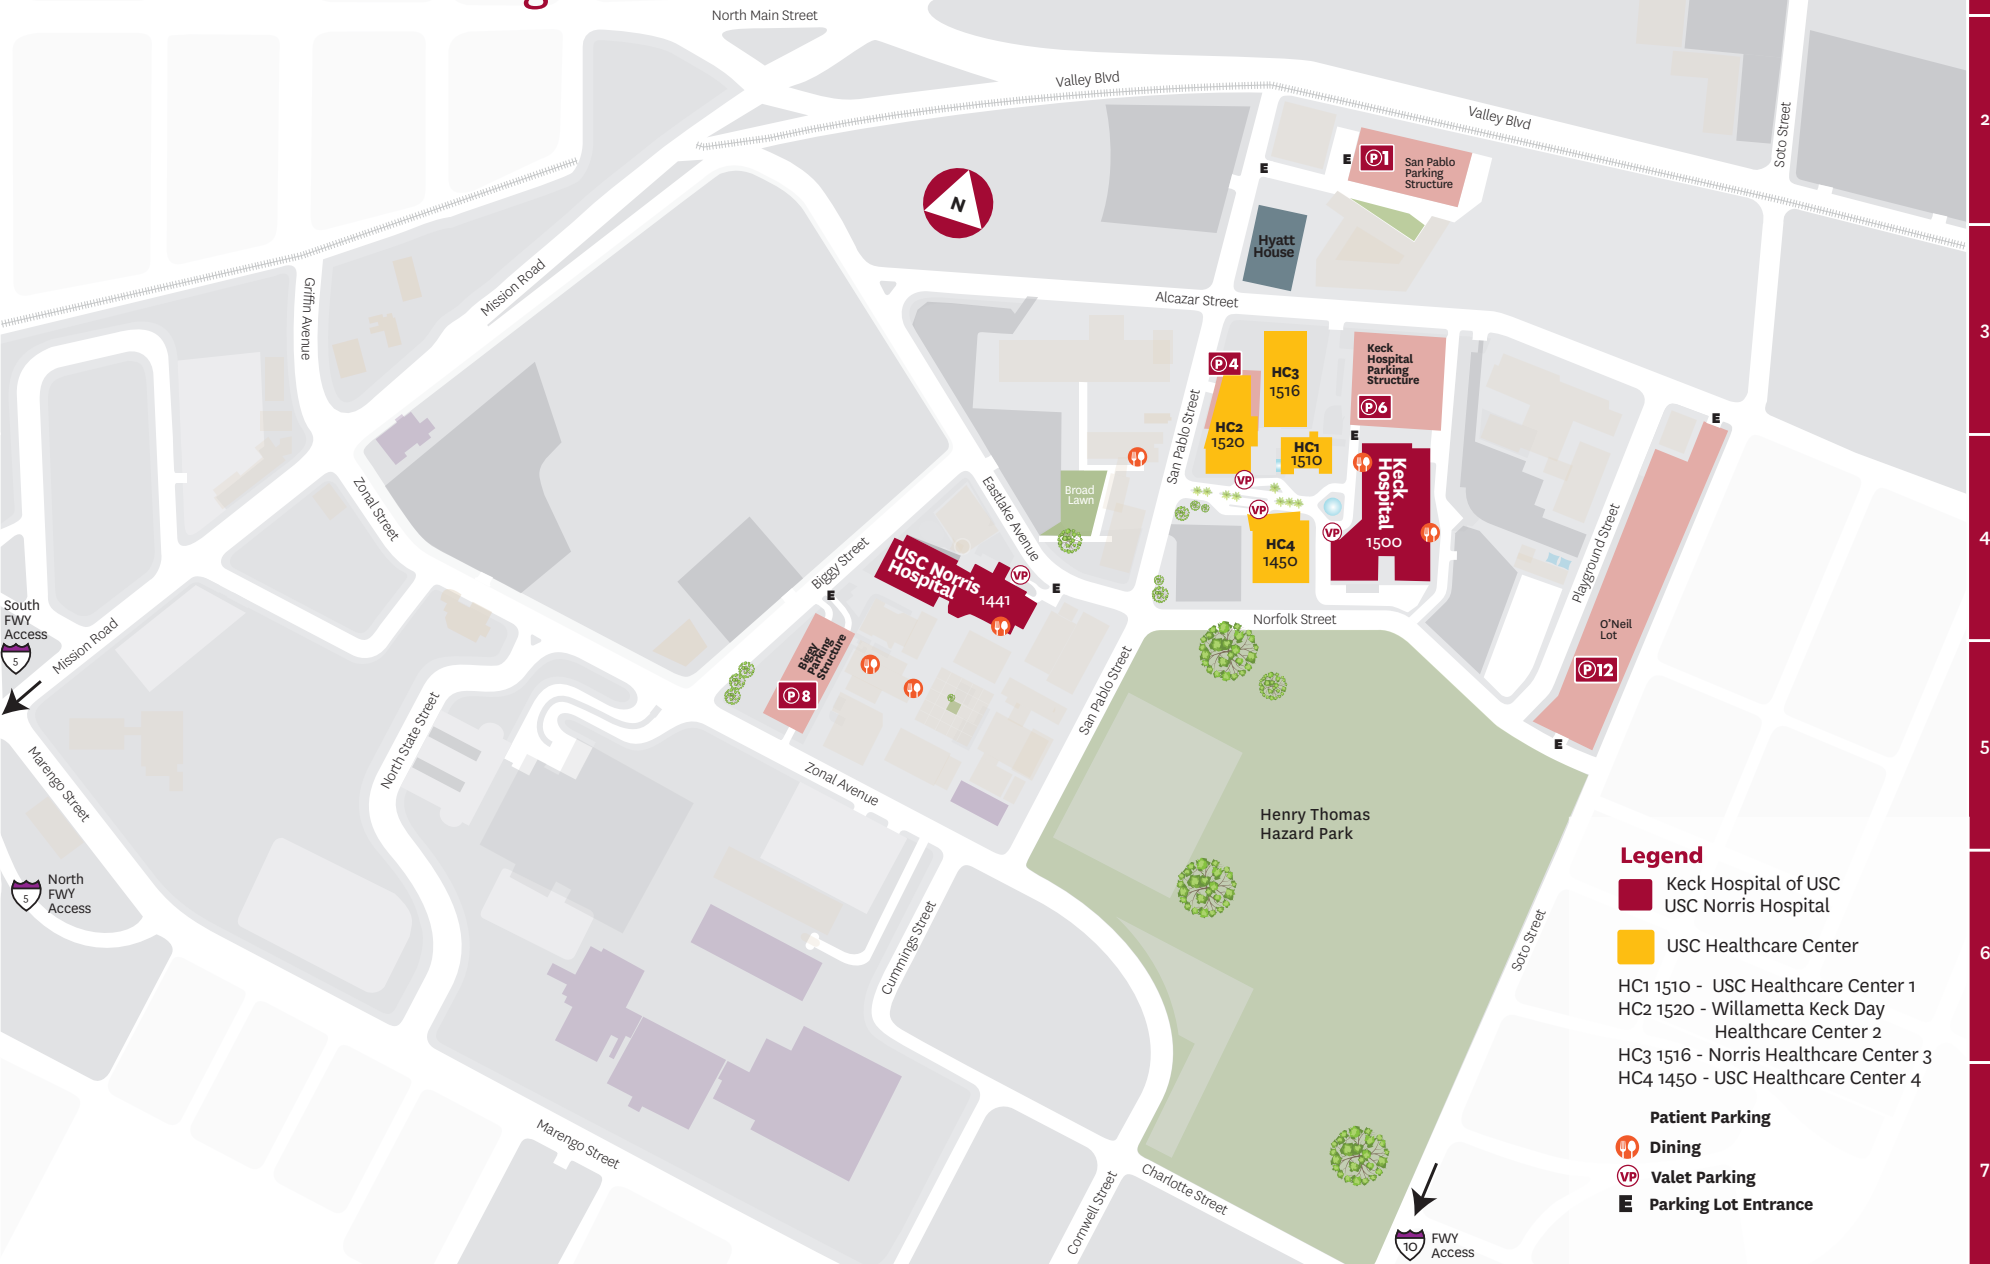 North Main Street
Valley Blvd
Valley Blvd
Soto Street
2
E
E
P1
San Pablo
Parking
Structure
N
Hyatt
House
Griffin Avenue
Mission Road
Alcazar Street
3
P4
HC3
1516
Keck
Hospital
Parking
Structure
P6
San Pablo Street
HC2
1520
HC1
1510
E
E
Keck
Hospital
1500
VP
VP
VP
Zonal Street
Eastlake Avenue
Broad
Lawn
HC4
1450
4
Biggy Street
USC Norris
Hospital
1441
VP
E
E
Playground Street
South
FWY
Access
5
Mission Road
Norfolk Street
O'Neil
Lot
P12
Biggy
Parking
Structure
P8
San Pablo Street
North State Street
Marengo Street
Zonal Avenue
E
5
Henry Thomas
Hazard Park
North
FWY
Access
5
Cummings Street
Soto Street
6
Legend
Keck Hospital of USC
USC Norris Hospital
USC Healthcare Center
HC1 1510 - USC Healthcare Center 1
HC2 1520 - Willametta Keck Day
Healthcare Center 2
HC3 1516 - Norris Healthcare Center 3
HC4 1450 - USC Healthcare Center 4
Patient Parking
Dining
VP Valet Parking
E Parking Lot Entrance
7
Marengo Street
Charlotte Street
Cornwell Street
10
FWY
Access